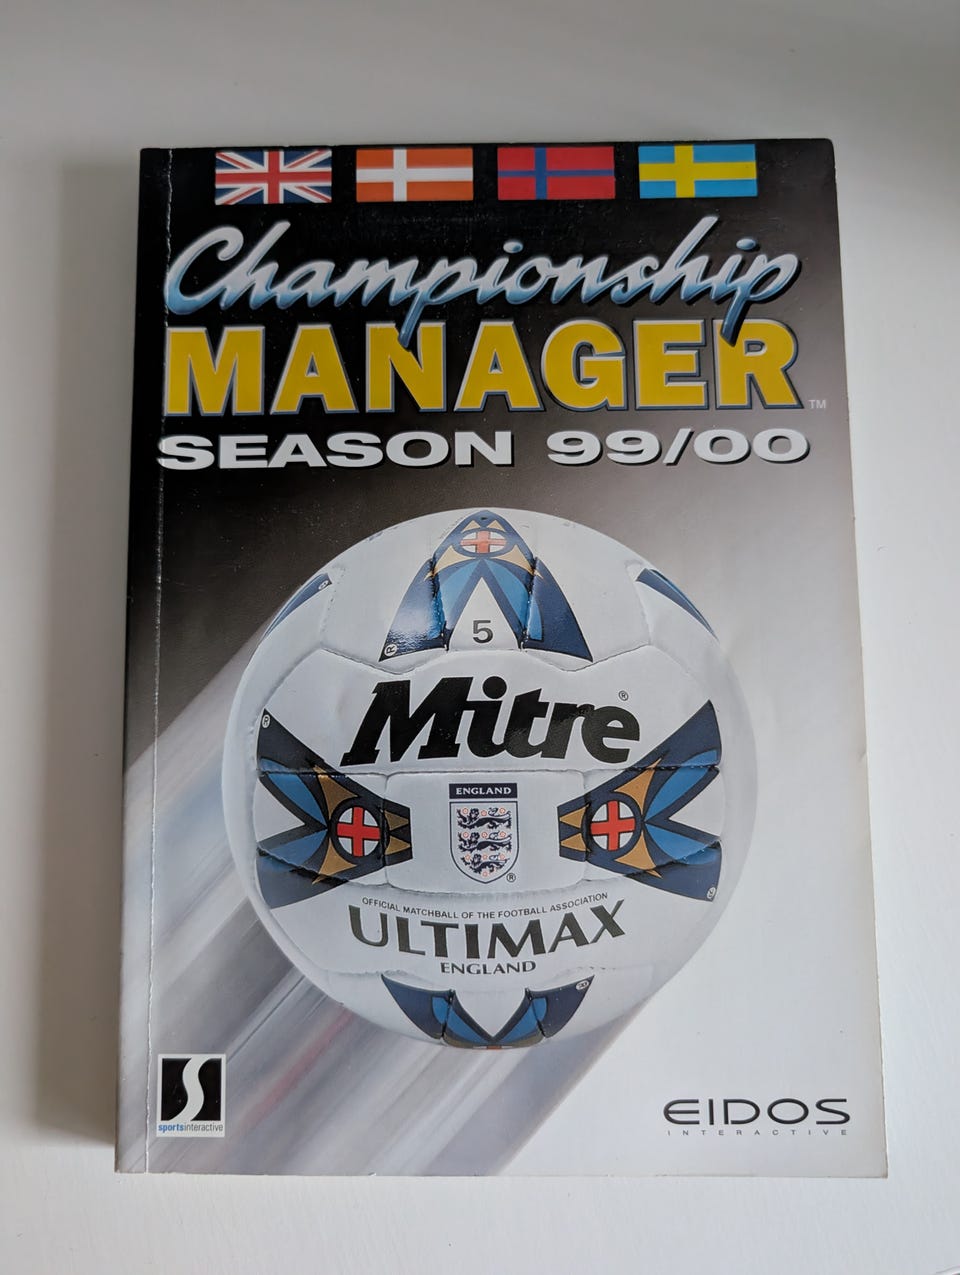 Championship
MANAGER™
SEASON 99/00
5
Mitre®
ENGLAND
®
OFFICIAL MATCHBALL OF THE FOOTBALL ASSOCIATION
ULTIMAX
ENGLAND
sportsinteractive
EIDOS
INTERACTIVE